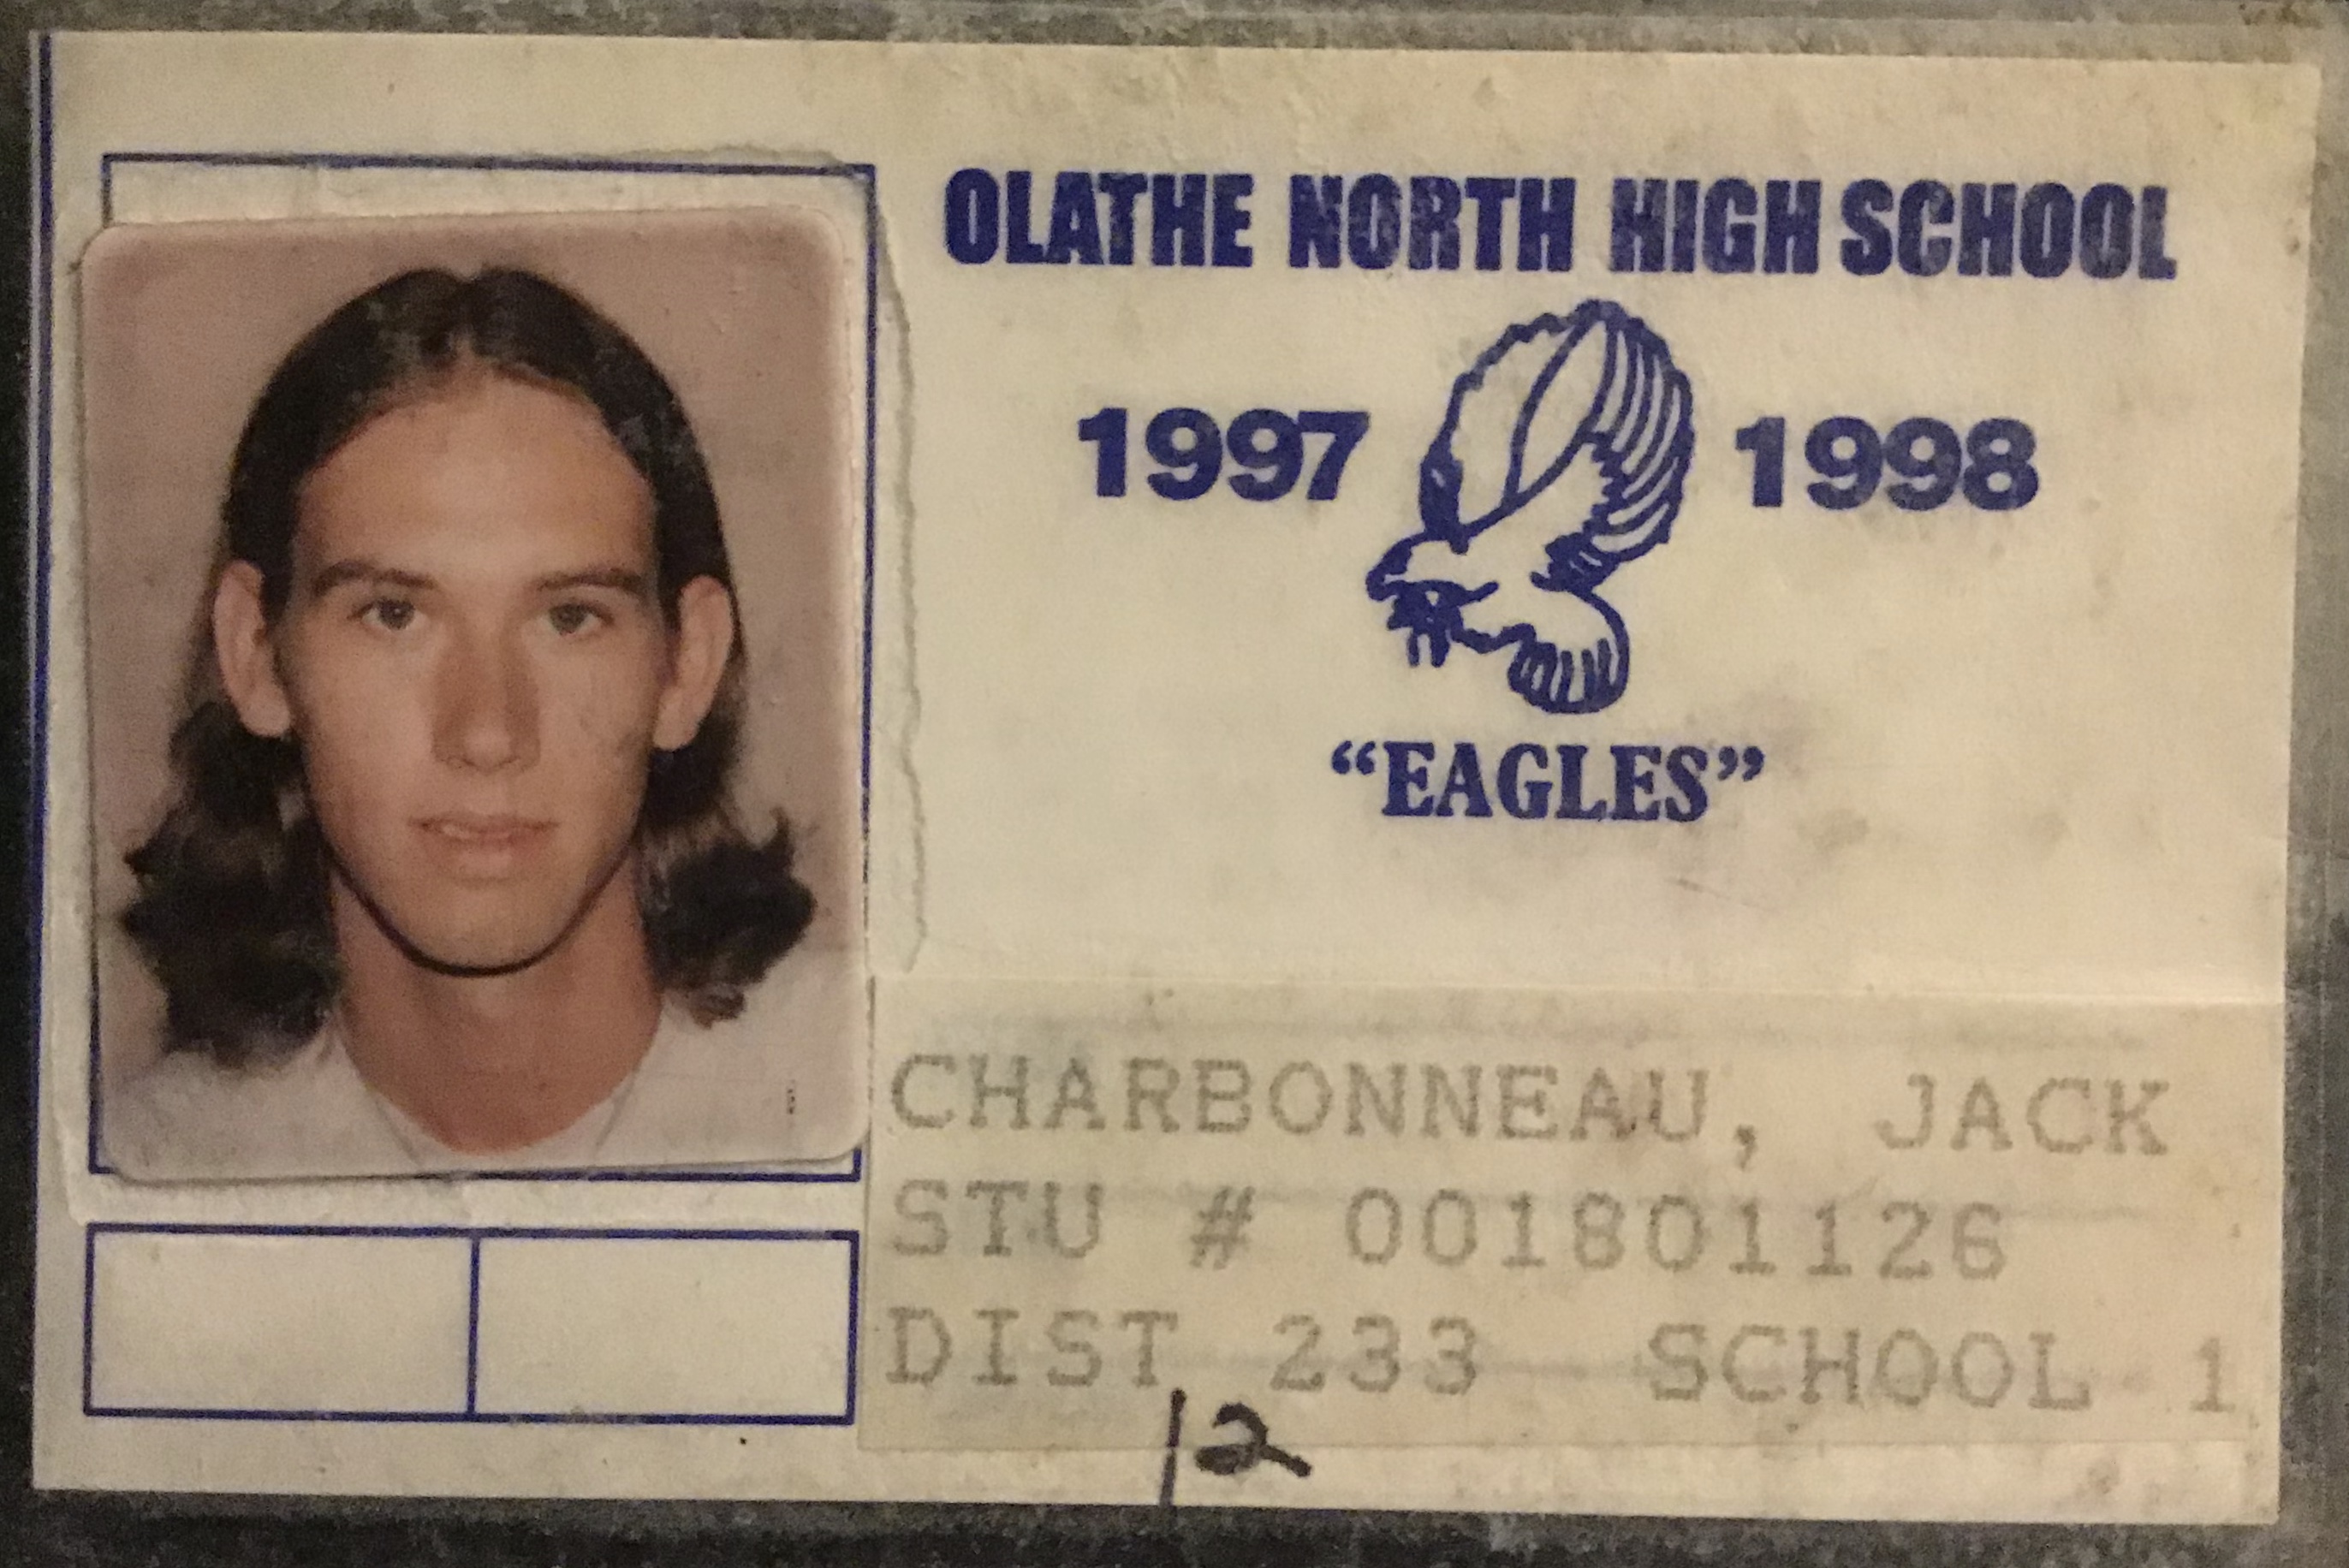 OLATHE NORTH HIGH SCHOOL
1997 1998
“EAGLES”
CHARBONNEAU, JACK
STU # 001801126
DIST 233 SCHOOL 1
12